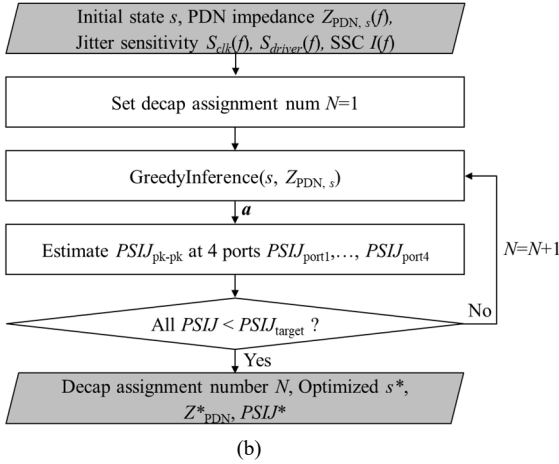 Initial state s, PDN impedance Z_PDN, s(f),
Jitter sensitivity S_clk(f), S_driver(f), SSC I(f)
Set decap assignment num N=1
GreedyInference(s, Z_PDN, s)
a
Estimate PSIJ_pk-pk at 4 ports PSIJ_port1,…, PSIJ_port4
N=N+1
All PSIJ < PSIJ_target ?
No
Yes
Decap assignment number N, Optimized s*,
Z*_PDN, PSIJ*
(b)